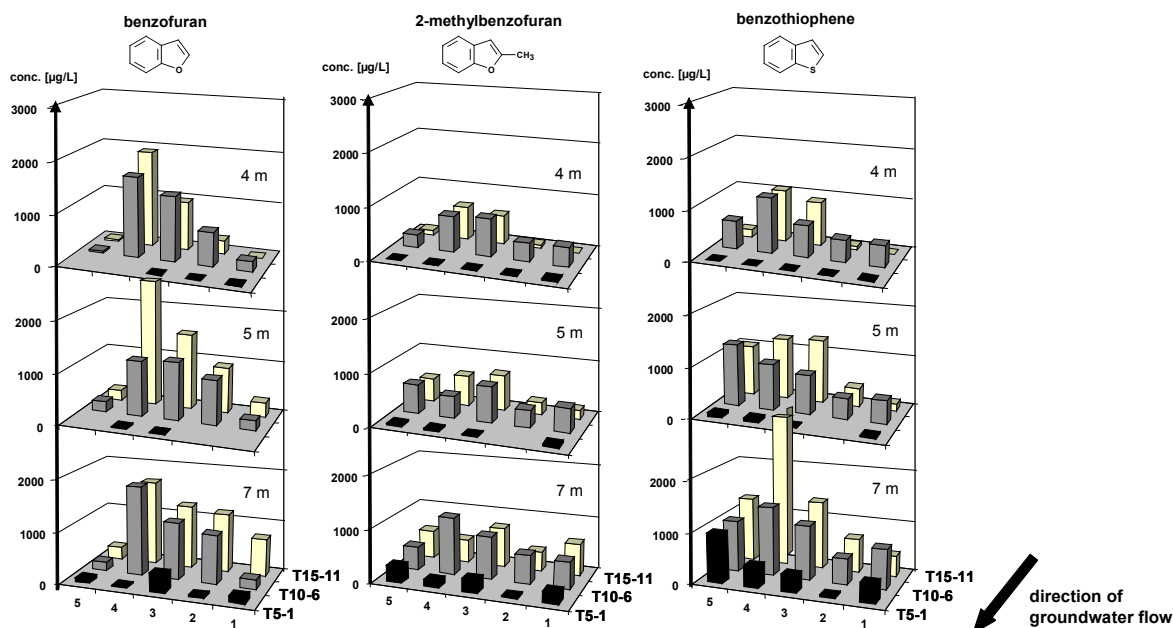 benzofuran
2-methylbenzofuran
benzothiophene
O
O
CH3
S
conc. [µg/L]
conc. [µg/L]
conc. [µg/L]
3000
2000
1000
0
4 m
3000
2000
1000
0
4 m
3000
2000
1000
0
4 m
2000
1000
0
5 m
2000
1000
0
5 m
2000
1000
0
5 m
2000
1000
0
7 m
5
4
3
2
1
T15-11
T10-6
T5-1
2000
1000
0
7 m
5
4
3
2
1
T15-11
T10-6
T5-1
2000
1000
0
7 m
5
4
3
2
1
T15-11
T10-6
T5-1
direction of
groundwater flow